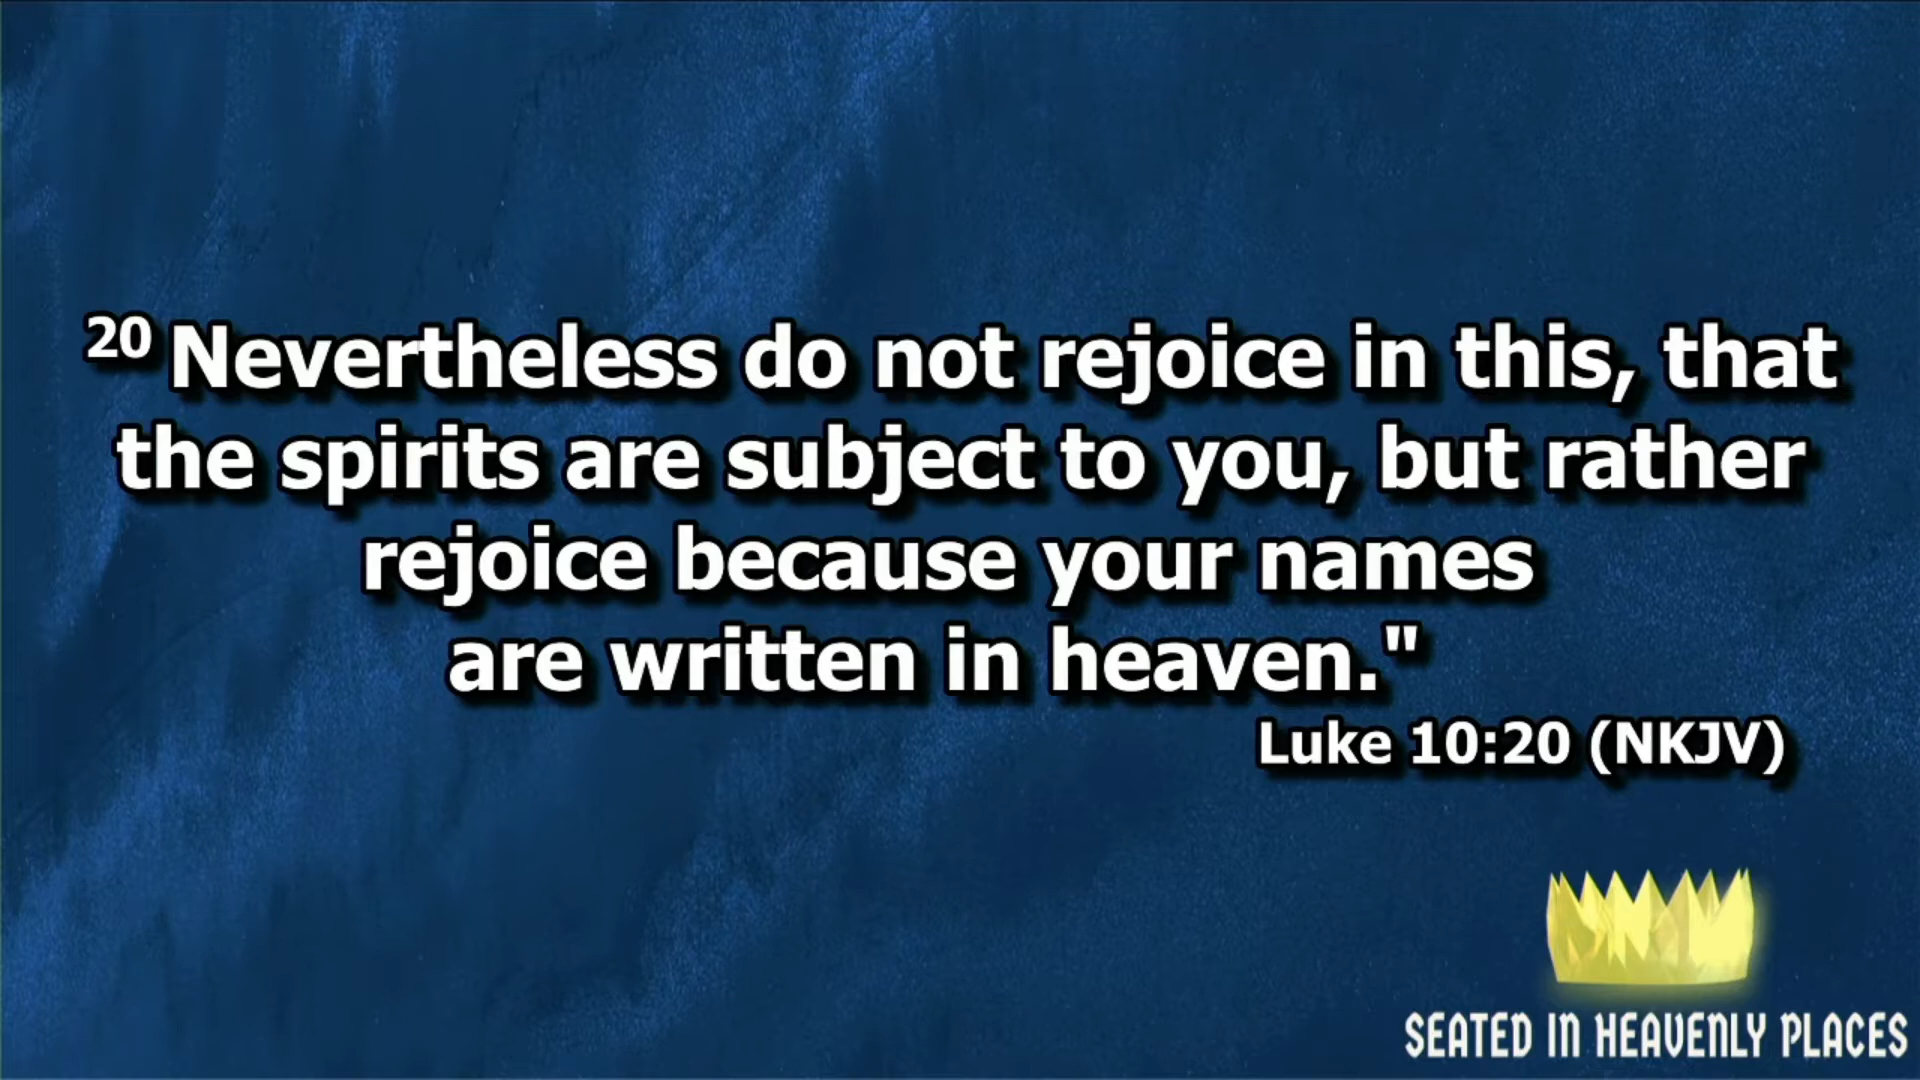 20 Nevertheless do not rejoice in this, that
the spirits are subject to you, but rather
rejoice because your names
are written in heaven."
Luke 10:20 (NKJV)
SEATED IN HEAVENLY PLACES